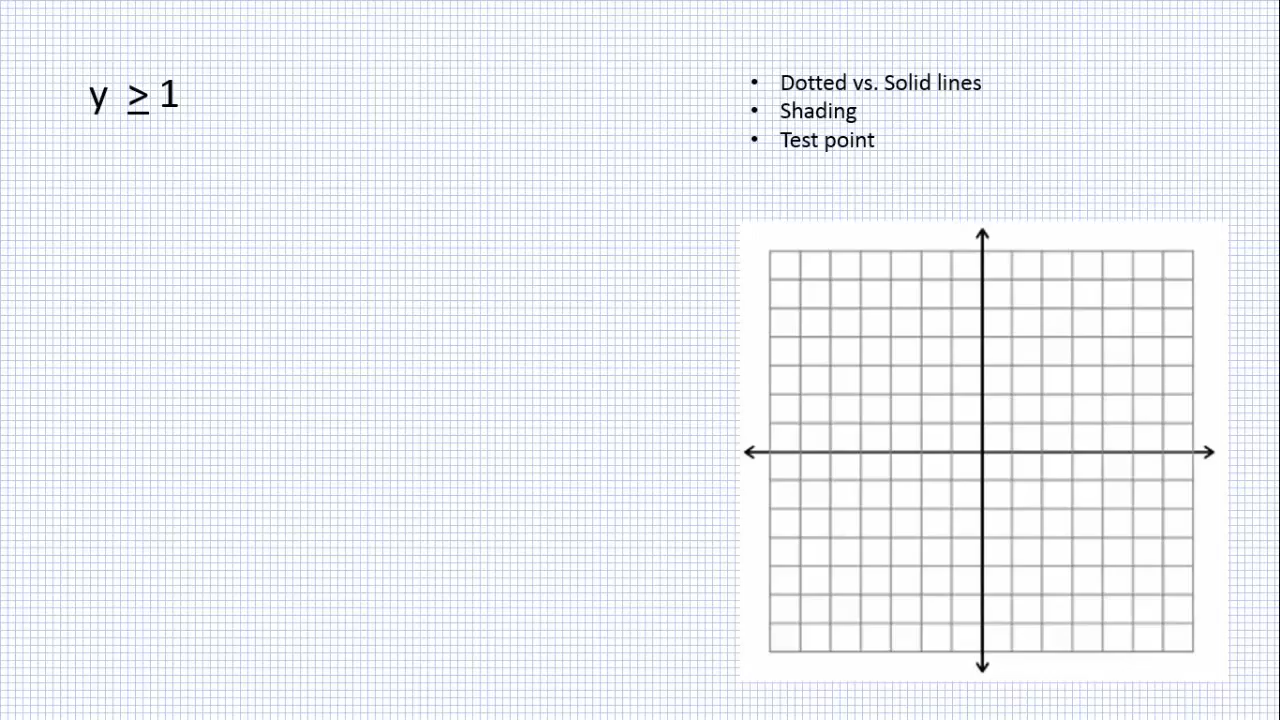 y ≥ 1
• Dotted vs. Solid lines
• Shading
• Test point